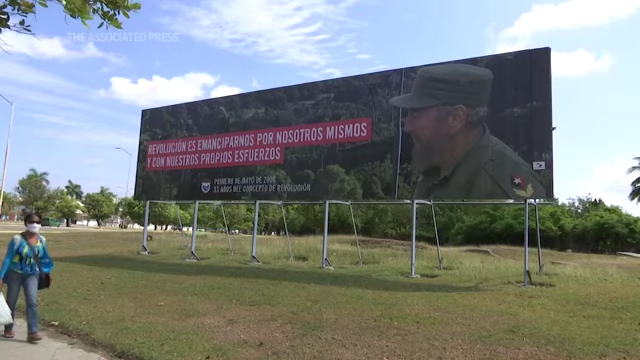 THE ASSOCIATED PRESS
REVOLUCIÓN ES EMANCIPARNOS POR NOSOTROS MISMOS
Y CON NUESTROS PROPIOS ESFUERZOS
PRIMERO DE MAYO DE 2000
XX AÑOS DEL CONCEPTO DE REVOLUCIÓN